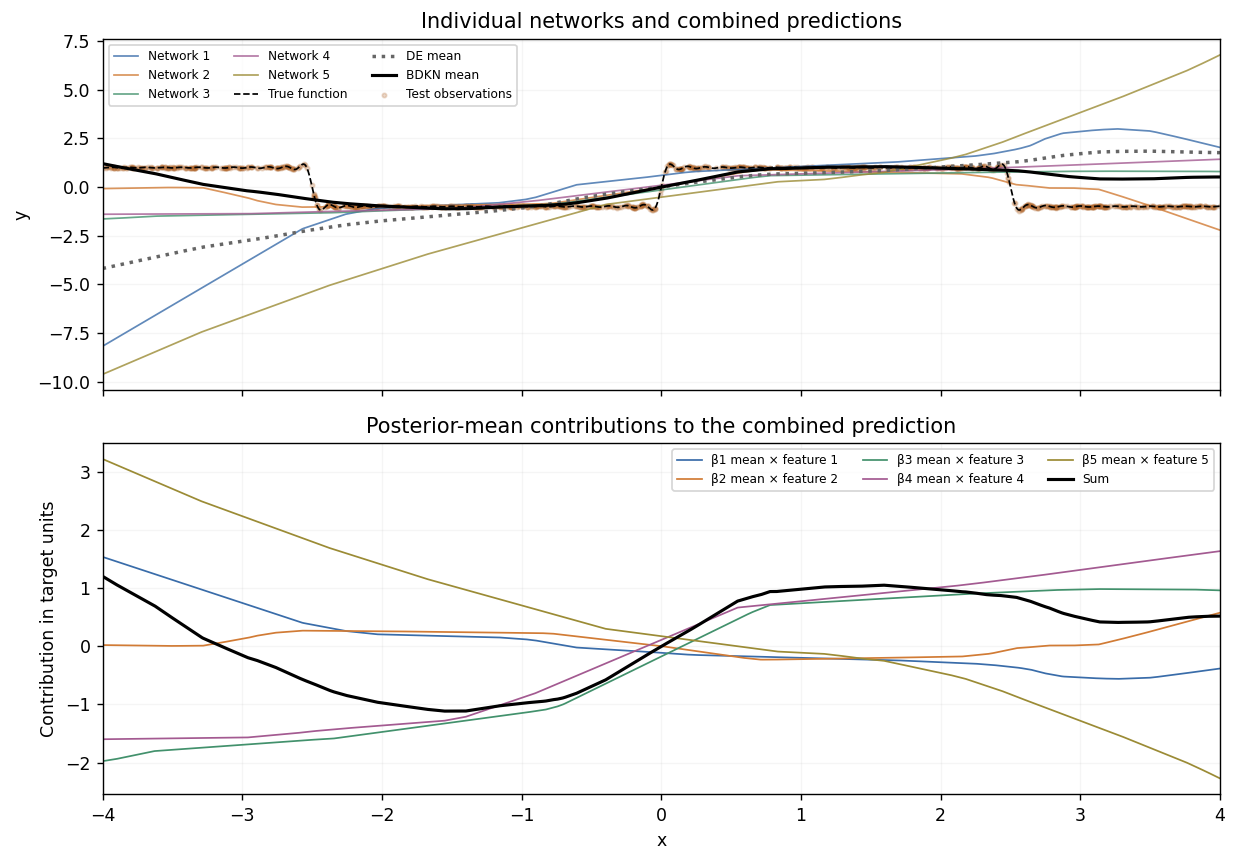 Individual networks and combined predictions
7.5
5.0
2.5
0.0
−2.5
−5.0
−7.5
−10.0
y
Network 1 Network 4 DE mean
Network 2 Network 5 BDKN mean
Network 3 True function Test observations
Posterior-mean contributions to the combined prediction
3
2
1
0
−1
−2
Contribution in target units
β1 mean × feature 1 β3 mean × feature 3 β5 mean × feature 5
β2 mean × feature 2 β4 mean × feature 4 Sum
−4 −3 −2 −1 0 1 2 3 4
x